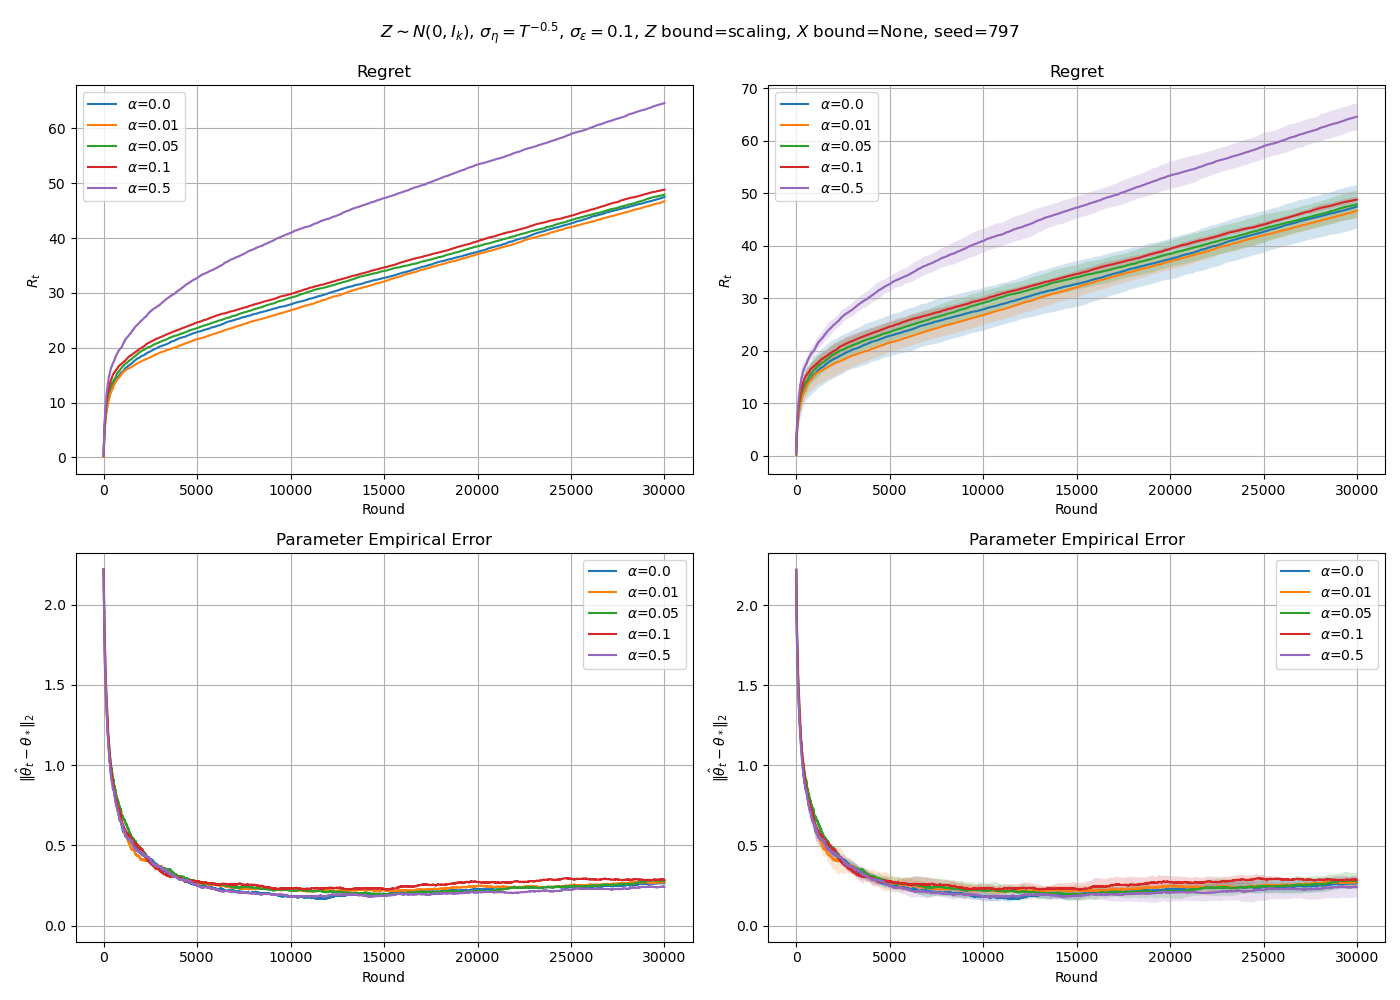 Z ∼ N(0, I_k), σ_η = T^{−0.5}, σ_ε = 0.1, Z bound=scaling, X bound=None, seed=797
Regret
70
60
50
40
30
20
10
0
R_t
α=0.0
α=0.01
α=0.05
α=0.1
α=0.5
0 5000 10000 15000 20000 25000 30000
Round
Regret
70
60
50
40
30
20
10
0
R_t
α=0.0
α=0.01
α=0.05
α=0.1
α=0.5
0 5000 10000 15000 20000 25000 30000
Round
Parameter Empirical Error
2.0
1.5
1.0
0.5
0.0
‖θ̂_t − θ_*‖_2
α=0.0
α=0.01
α=0.05
α=0.1
α=0.5
0 5000 10000 15000 20000 25000 30000
Round
Parameter Empirical Error
2.0
1.5
1.0
0.5
0.0
‖θ̂_t − θ_*‖_2
α=0.0
α=0.01
α=0.05
α=0.1
α=0.5
0 5000 10000 15000 20000 25000 30000
Round